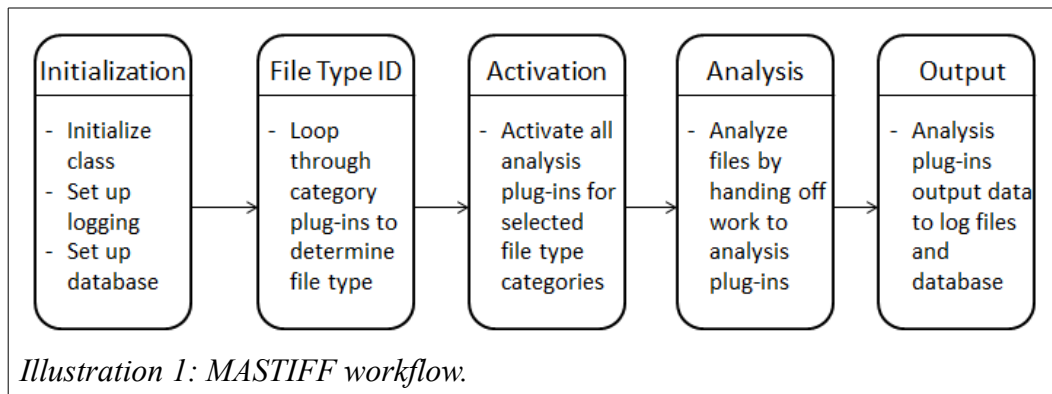 Initialization
- Initialize
class
- Set up
logging
- Set up
database
File Type ID
- Loop
through
category
plug-ins to
determine
file type
Activation
- Activate all
analysis
plug-ins for
selected
file type
categories
Analysis
- Analyze
files by
handing off
work to
analysis
plug-ins
Output
- Analysis
plug-ins
output data
to log files
and
database
Illustration 1: MASTIFF workflow.